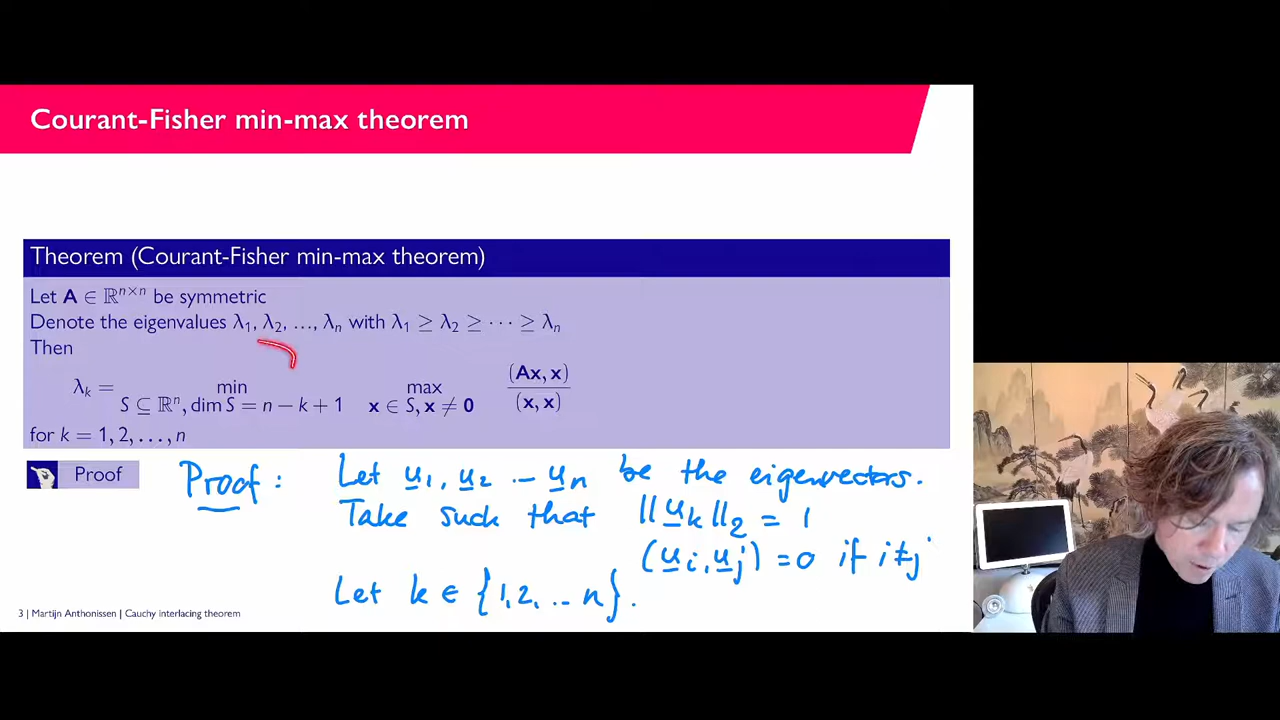 Courant-Fisher min-max theorem
Theorem (Courant-Fisher min-max theorem)
Let A ∈ ℝⁿˣⁿ be symmetric
Denote the eigenvalues λ₁, λ₂, ..., λₙ with λ₁ ≥ λ₂ ≥ ⋯ ≥ λₙ
Then
λₖ = min_{S ⊆ ℝⁿ, dim S = n − k + 1} max_{x ∈ S, x ≠ 0} (Ax, x) / (x, x)
for k = 1, 2, . . . , n
Proof
Proof : Let u₁, u₂ ... uₙ be the eigenvectors.
Take such that ||uₖ||₂ = 1
(uᵢ, uⱼ) = 0 if i ≠ j
Let k ∈ {1, 2, ... n}.
3 | Martijn Anthonissen | Cauchy interlacing theorem